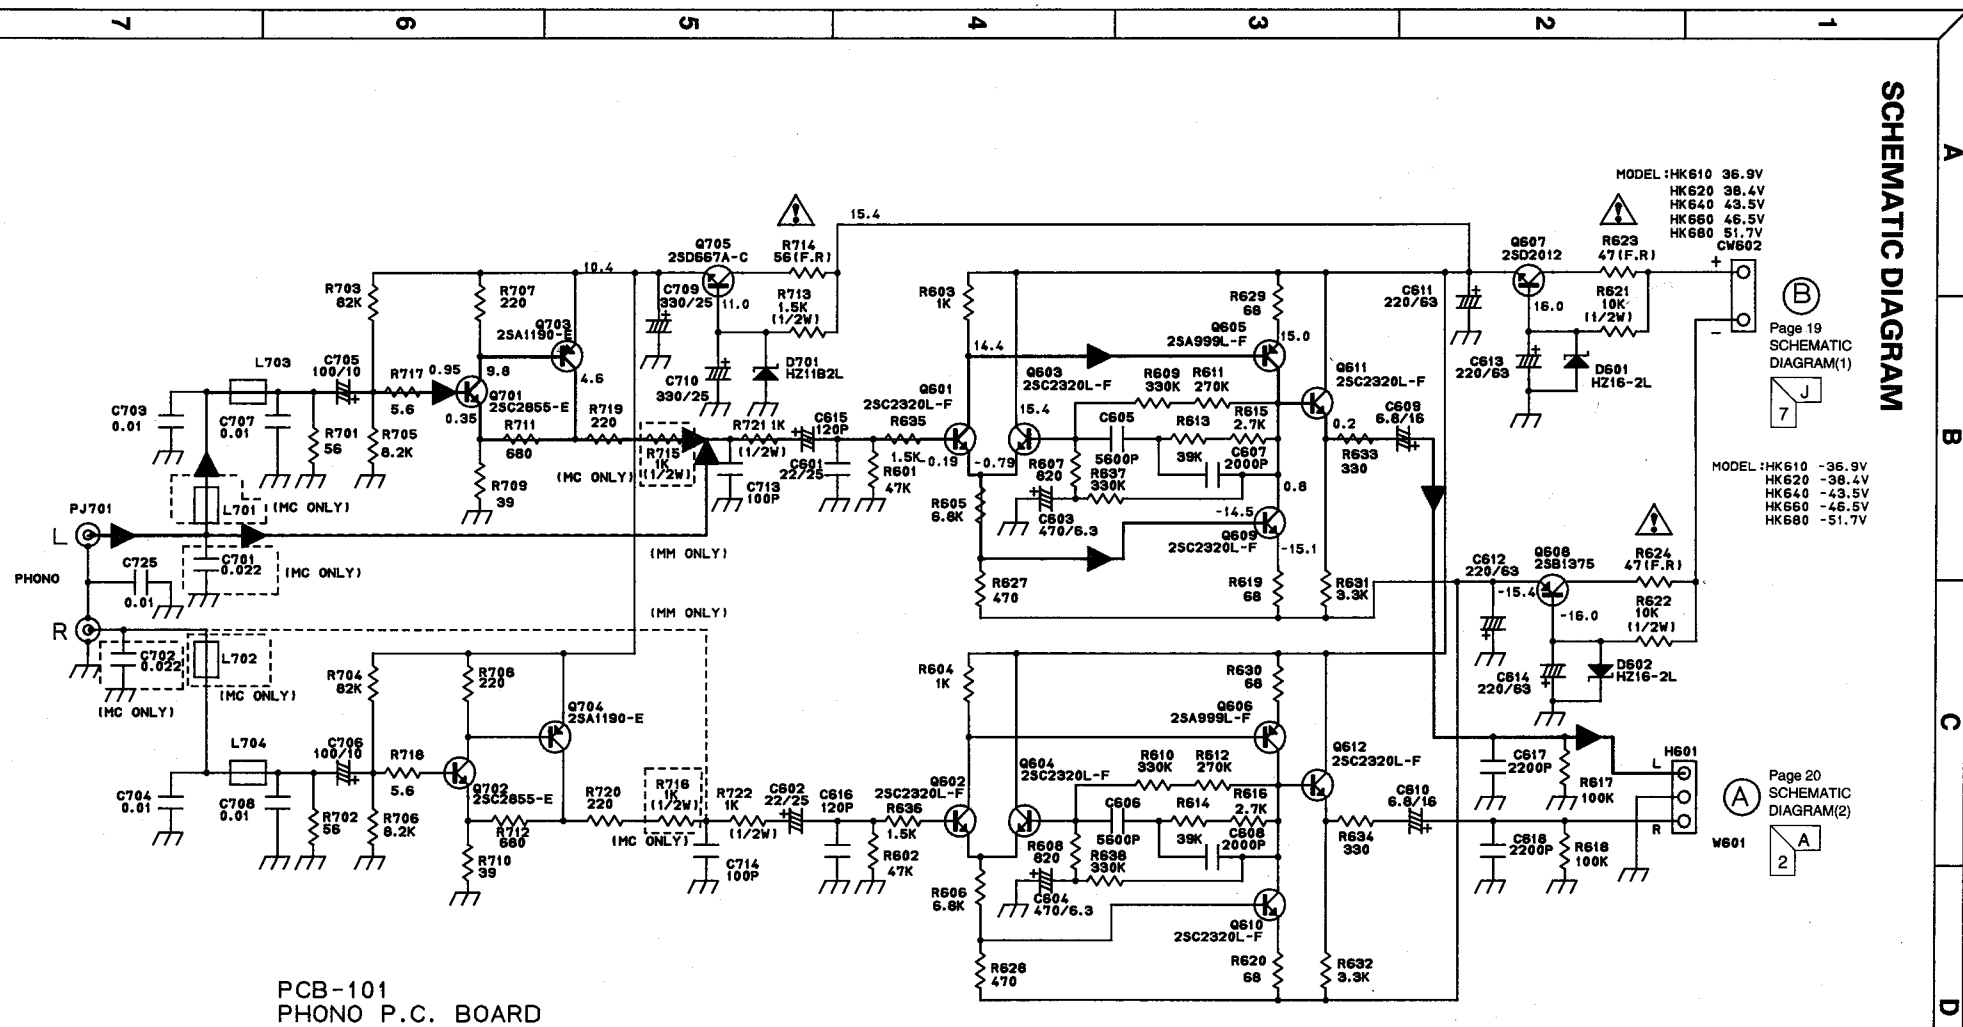 7 6 5 4 3 2 1
SCHEMATIC DIAGRAM
A
B
C
D
MODEL:HK610 36.9V
HK620 38.4V
HK640 43.5V
HK660 46.5V
HK680 51.7V
CW602
+
-
B
Page 19
SCHEMATIC
DIAGRAM(1)
J
7
MODEL:HK610 -36.9V
HK620 -38.4V
HK640 -43.5V
HK660 -46.5V
HK680 -51.7V
15.4
Q705
2SD667A-C
R714
56(F.R)
R713
1.5K
(1/2W)
11.0
10.4
C709
330/25
C710
330/25
D701
HZ11B2L
R703
82K
R707
220
Q703
2SA1190-E
9.8
4.6
L703
C705
100/10
R717
5.6
0.95
Q701
2SC2855-E
0.35
C703
0.01
C707
0.01
R701
56
R705
8.2K
R711
680
R719
220
R709
39
R715
1K
(1/2W)
(MC ONLY)
R721 1K
(1/2W)
C713
100P
C615
120P
C601
22/25
R635
1.5K
R601
47K
Q601
2SC2320L-F
-0.19
-0.79
R603
1K
14.4
Q603
2SC2320L-F
15.4
R605
6.8K
R627
470
R607
820
C603
470/6.3
R637
330K
R609
330K
R611
270K
C605
5600P
R613
39K
R615
2.7K
C607
2000P
R629
68
Q605
2SA999L-F
15.0
0.8
-14.5
Q609
2SC2320L-F
-15.1
R619
68
R631
3.3K
Q611
2SC2320L-F
0.2
R633
330
C609
6.8/16
C611
220/63
Q607
2SD2012
R623
47(F.R)
R621
10K
(1/2W)
16.0
C613
220/63
D601
HZ16-2L
C612
220/63
Q608
2SB1375
-15.4
-16.0
R624
47(F.R)
R622
10K
(1/2W)
C614
220/63
D602
HZ16-2L
PJ701
L
PHONO
R
L701
(MC ONLY)
C701
0.022
(MC ONLY)
C725
0.01
(MM ONLY)
(MM ONLY)
C702
0.022
(MC ONLY)
L702
(MC ONLY)
R704
82K
R708
220
Q704
2SA1190-E
L704
C706
100/10
R718
5.6
Q702
2SC2855-E
C704
0.01
C708
0.01
R702
56
R706
8.2K
R712
680
R710
39
R720
220
R716
1K
(1/2W)
(MC ONLY)
R722
1K
(1/2W)
C714
100P
C602
22/25
C616
120P
R636
1.5K
R602
47K
Q602
2SC2320L-F
R604
1K
Q604
2SC2320L-F
R606
6.8K
R628
470
R608
820
C604
470/6.3
R638
330K
R610
330K
R612
270K
C606
5600P
R614
39K
R616
2.7K
C608
2000P
R630
68
Q606
2SA999L-F
Q610
2SC2320L-F
R620
68
R632
3.3K
Q612
2SC2320L-F
R634
330
C610
6.8/16
C617
2200P
R617
100K
C618
2200P
R618
100K
H601
L
R
W601
A
Page 20
SCHEMATIC
DIAGRAM(2)
A
2
PCB-101
PHONO P.C. BOARD